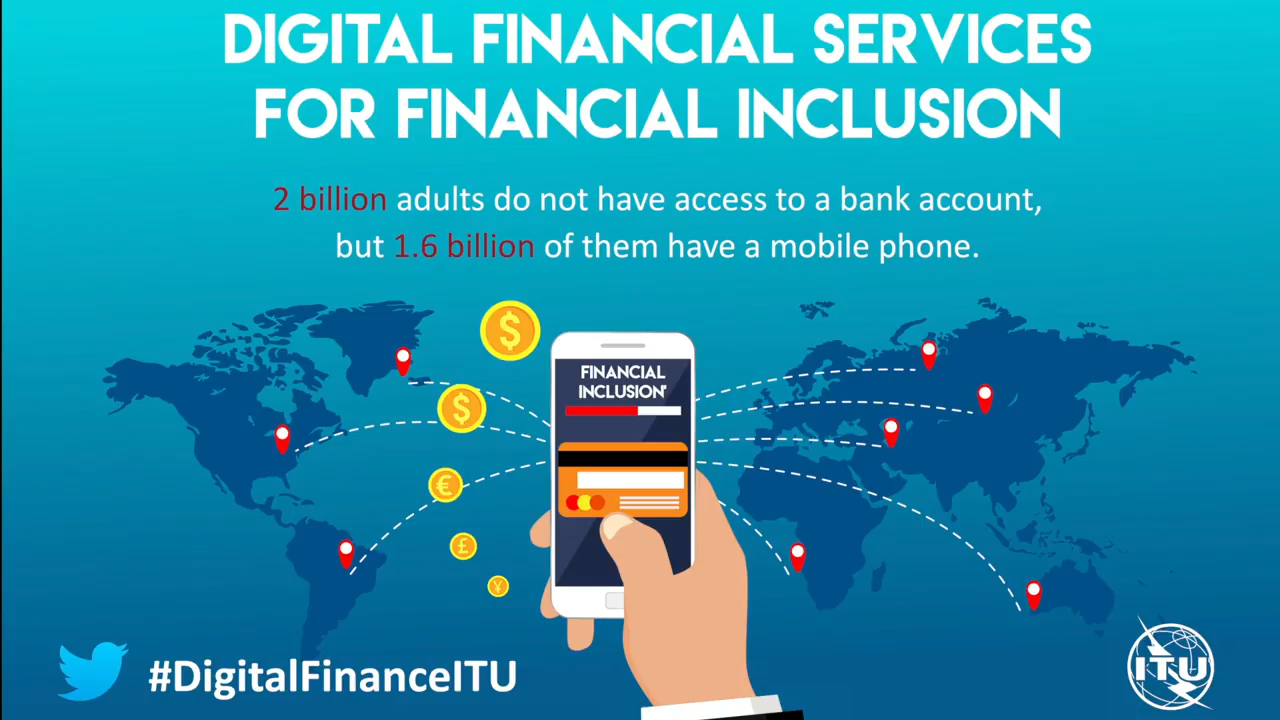 DIGITAL FINANCIAL SERVICES
FOR FINANCIAL INCLUSION
2 billion adults do not have access to a bank account,
but 1.6 billion of them have a mobile phone.
$
$
€
£
¥
FINANCIAL
INCLUSION
#DigitalFinanceITU
ITU